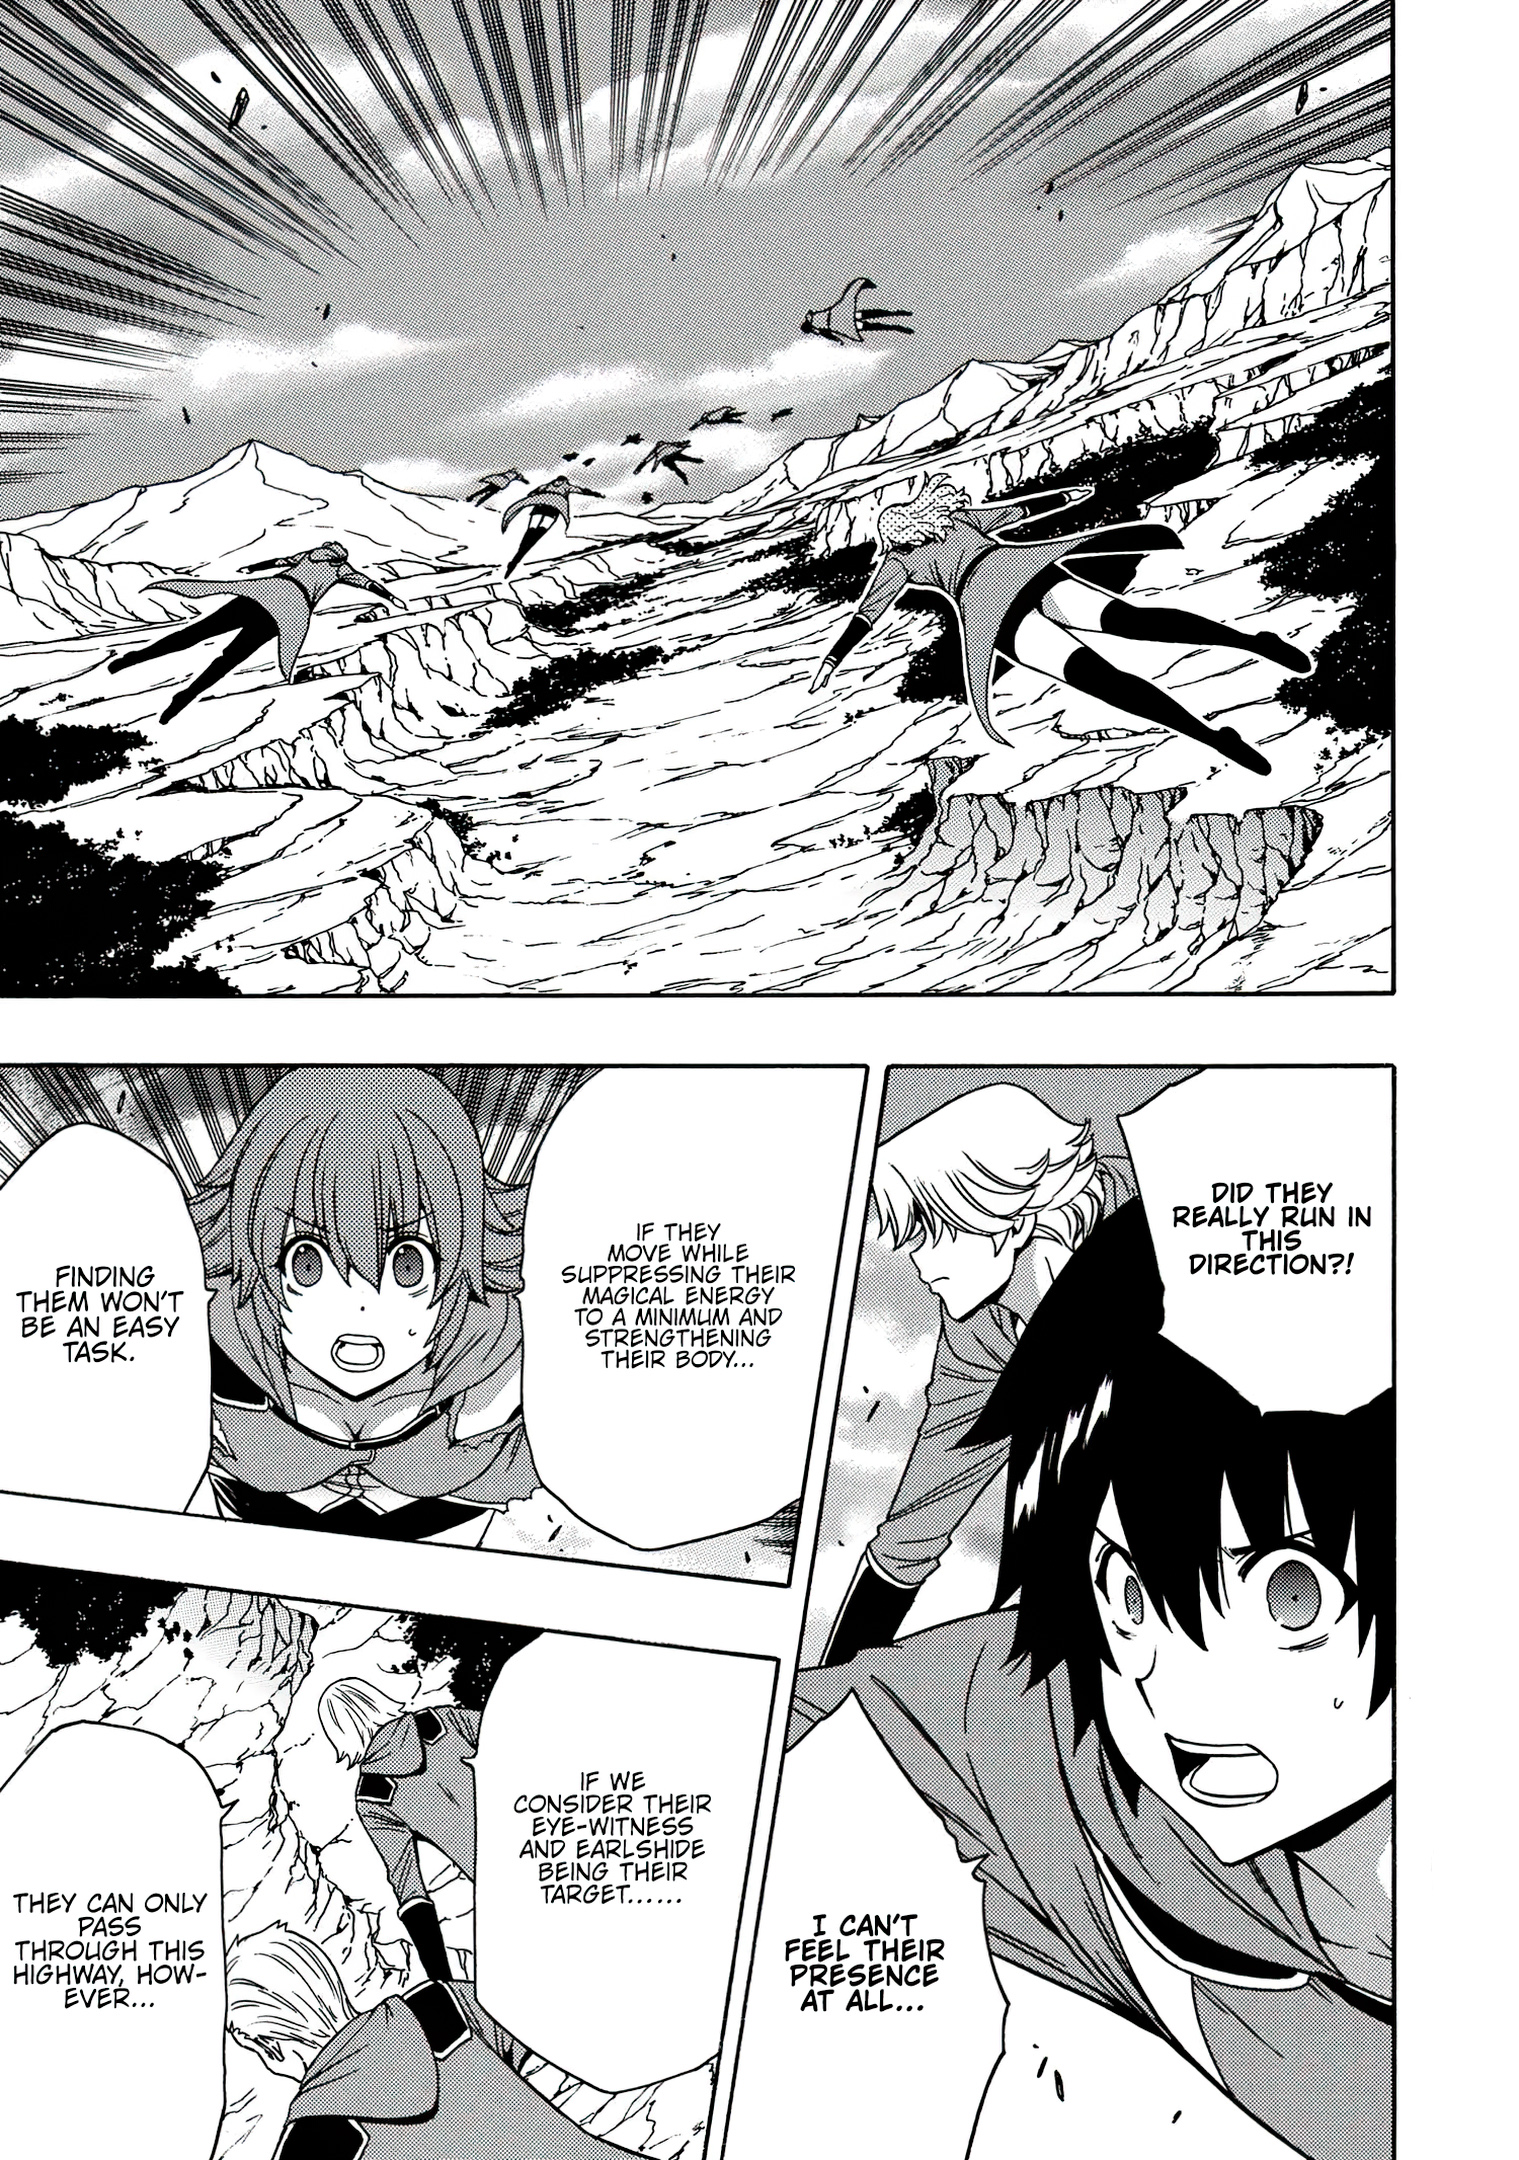 DID THEY
REALLY RUN IN
THIS
DIRECTION?!
I CAN'T
FEEL THEIR
PRESENCE
AT ALL...
IF THEY
MOVE WHILE
SUPPRESSING THEIR
MAGICAL ENERGY
TO A MINIMUM AND
STRENGTHENING
THEIR BODY...
FINDING
THEM WON'T
BE AN EASY
TASK.
IF WE
CONSIDER THEIR
EYE-WITNESS
AND EARLSHIDE
BEING THEIR
TARGET......
THEY CAN ONLY
PASS
THROUGH THIS
HIGHWAY, HOW-
EVER...